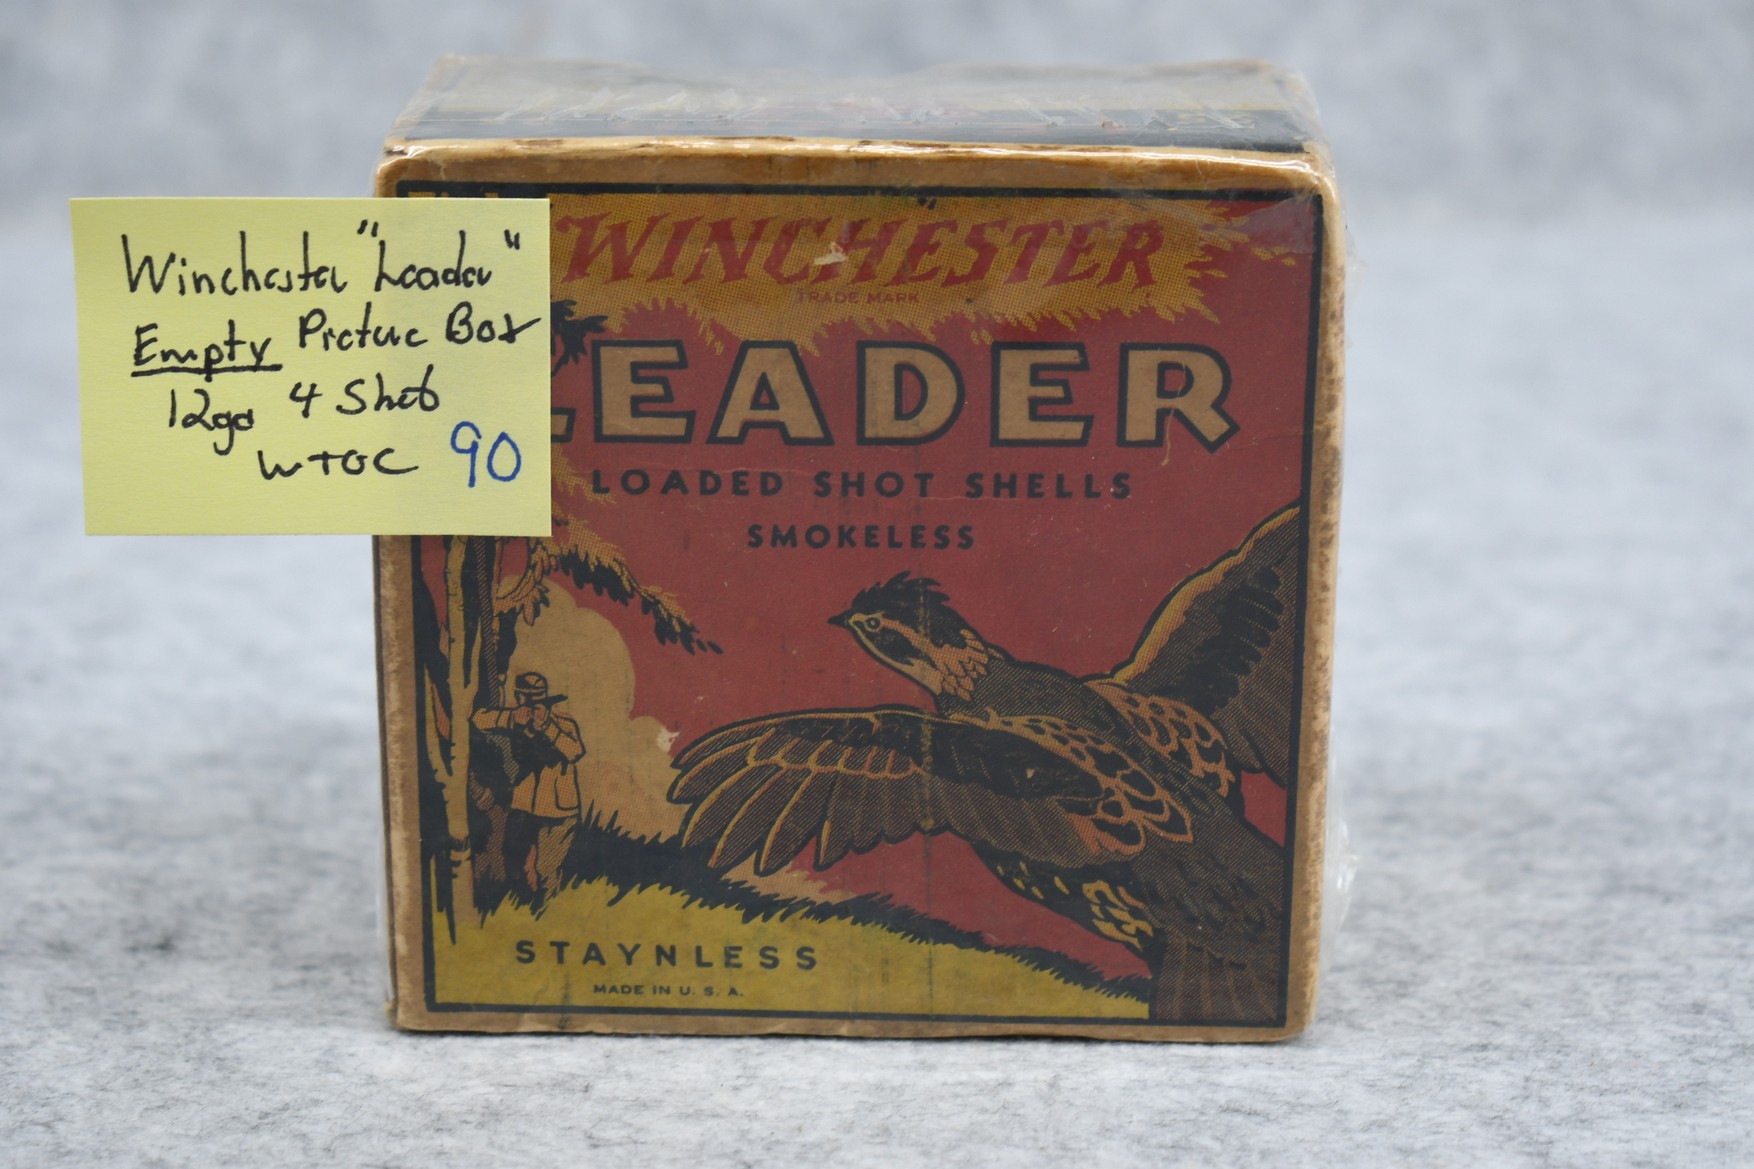 Winchester "Leader"
Empty Picture Box
12ga 4 Shot
WTOC 90
WINCHESTER
TRADE MARK
LEADER
LOADED SHOT SHELLS
SMOKELESS
STAYNLESS
MADE IN U. S. A.